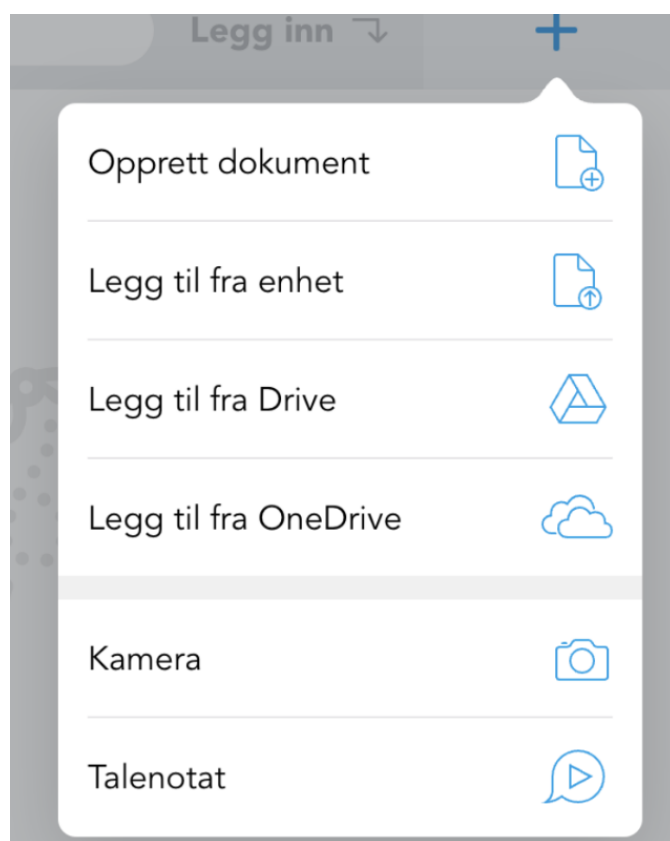 Legg inn
Opprett dokument
Legg til fra enhet
Legg til fra Drive
Legg til fra OneDrive
Kamera
Talenotat